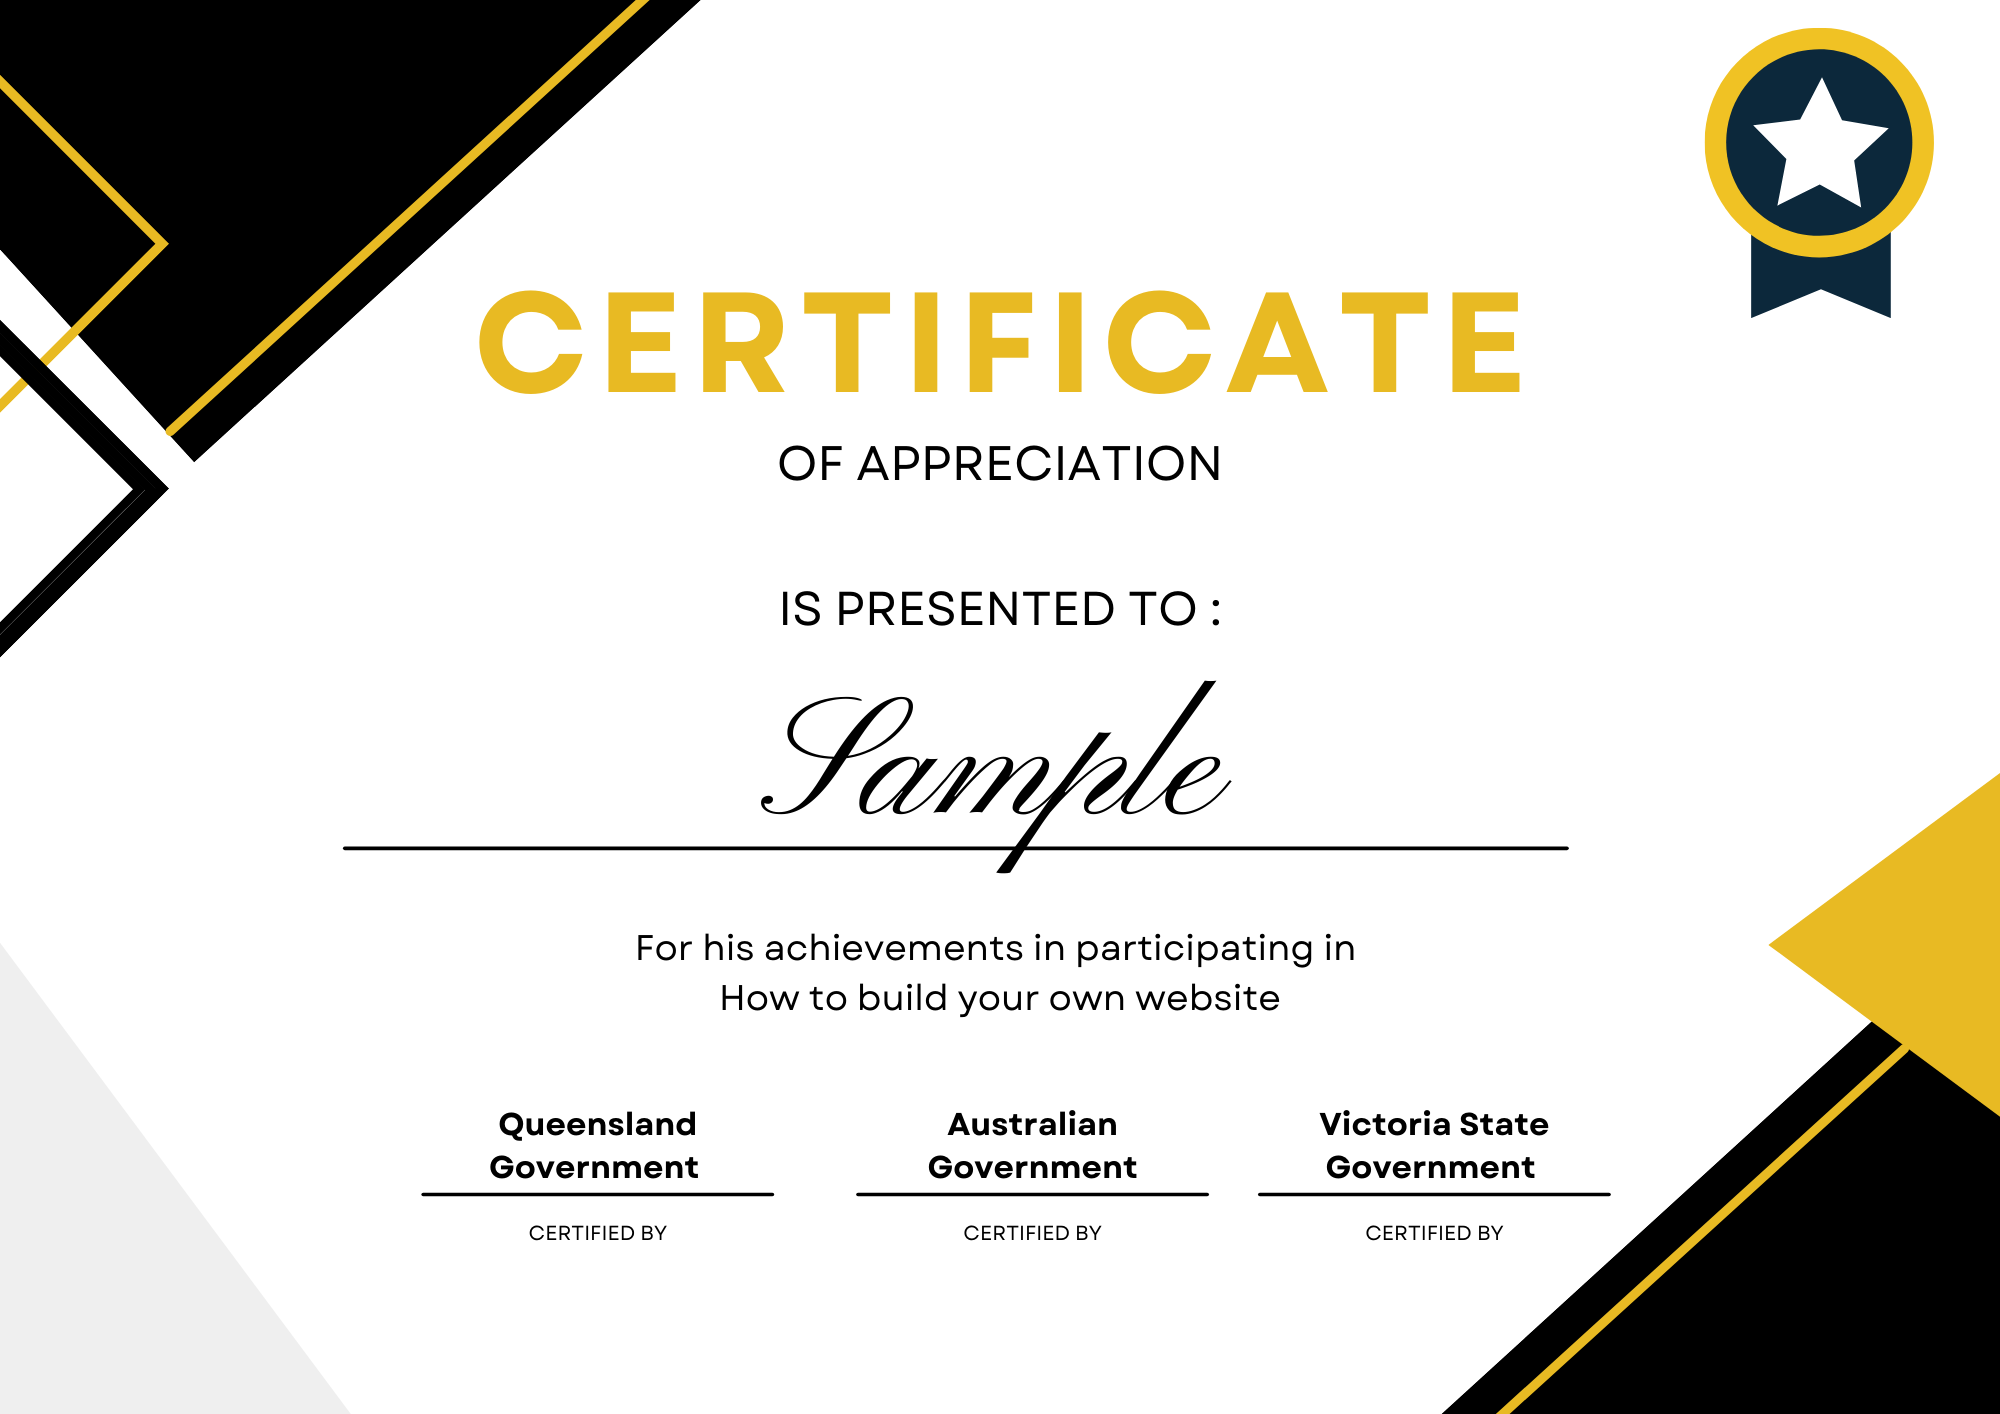 CERTIFICATE
OF APPRECIATION
IS PRESENTED TO :
Sample
For his achievements in participating in
How to build your own website
Queensland
Government
CERTIFIED BY
Australian
Government
CERTIFIED BY
Victoria State
Government
CERTIFIED BY